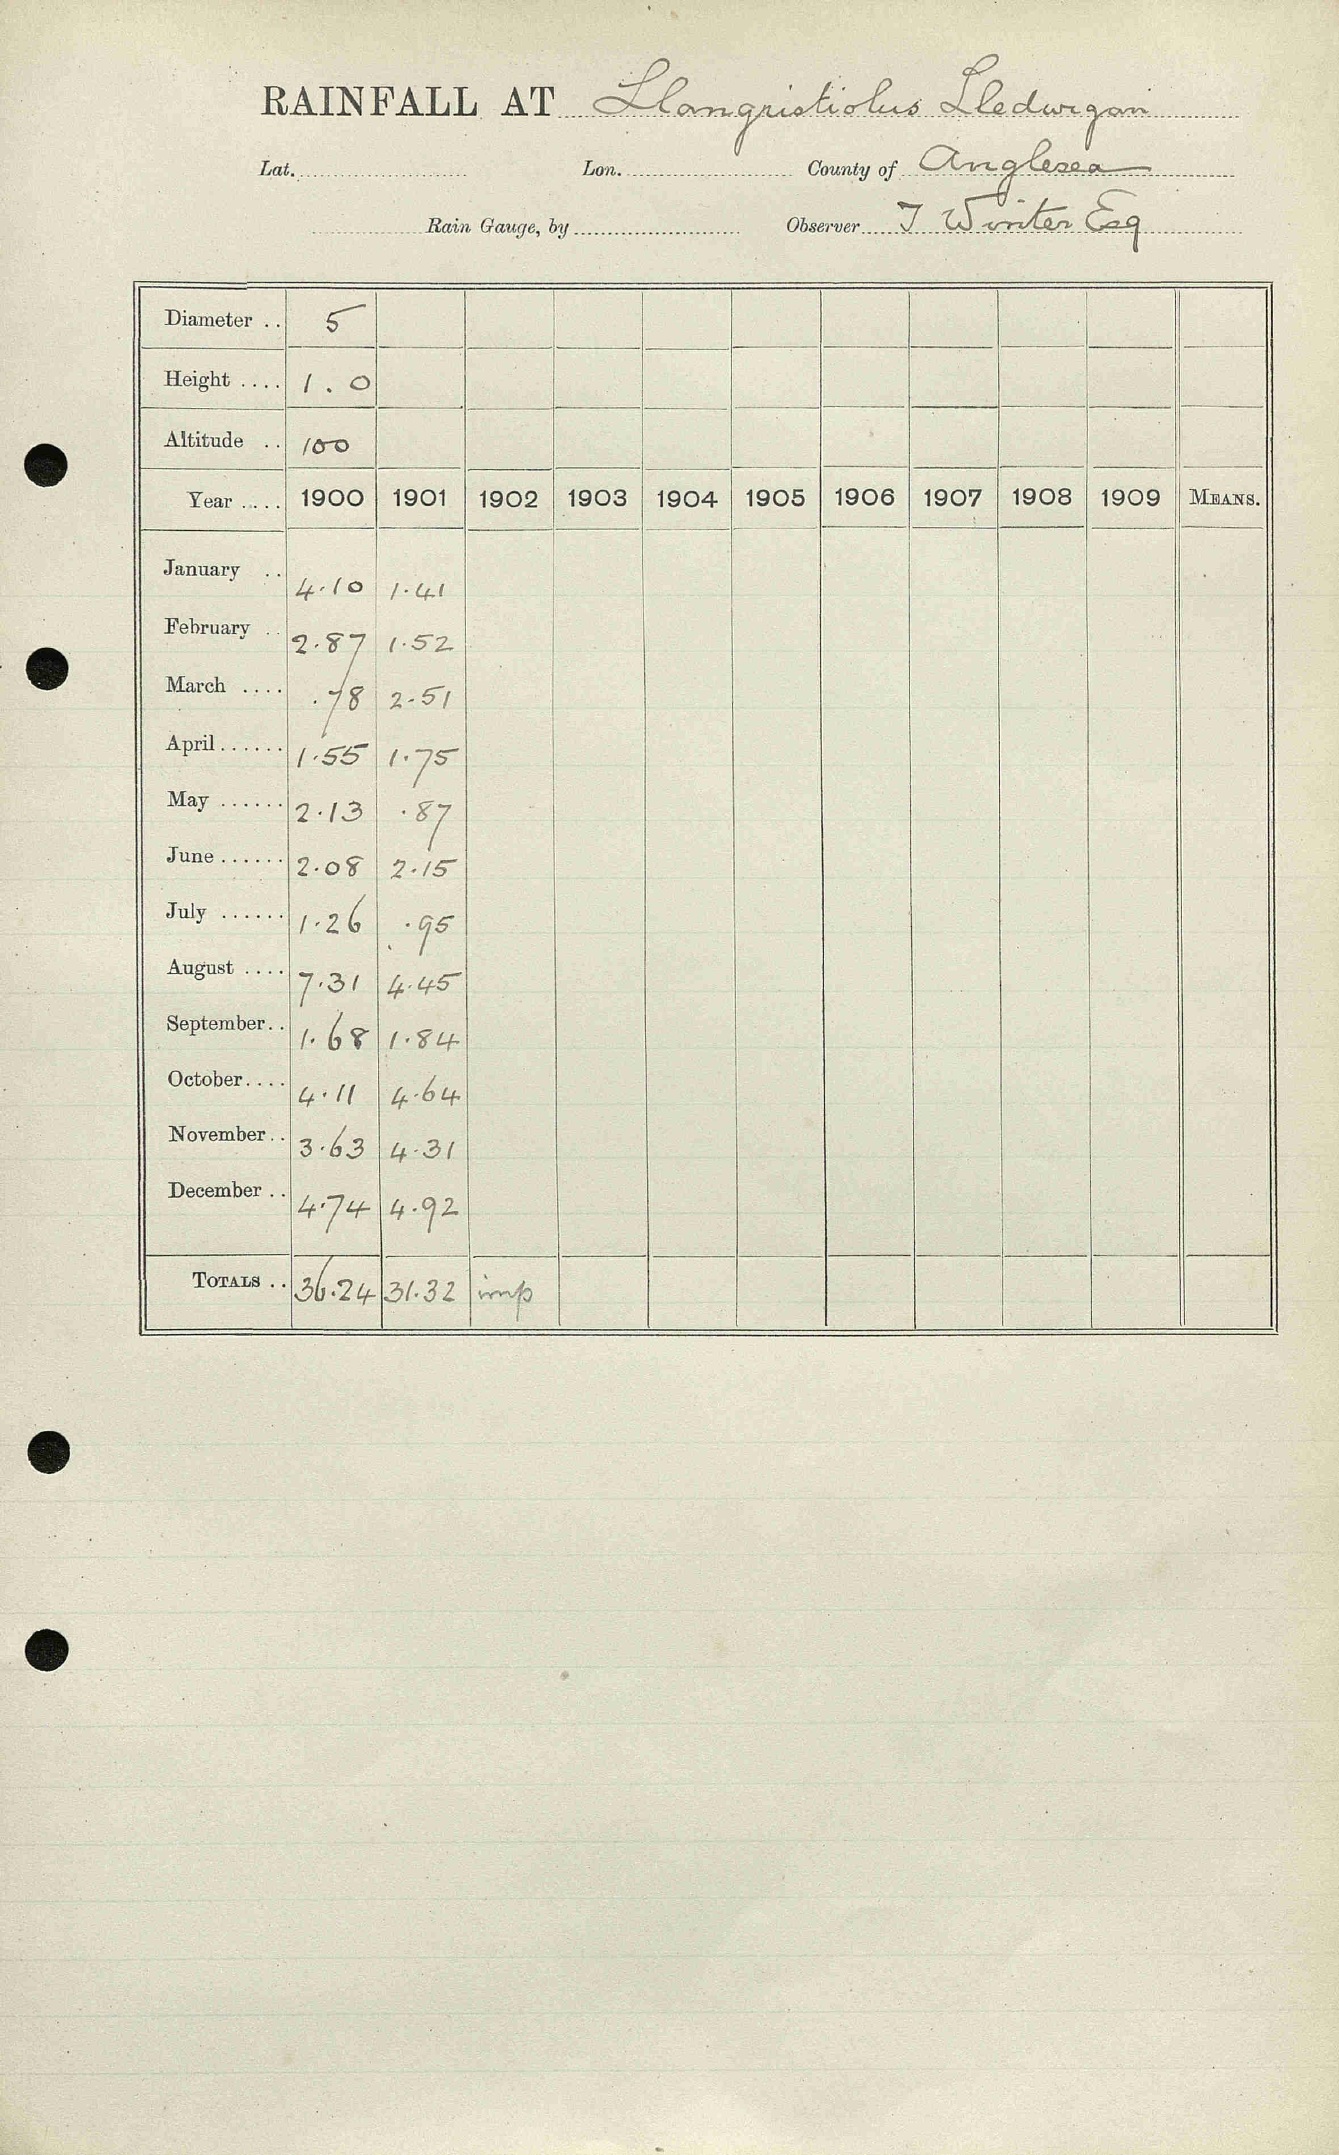 RAINFALL AT Llangristiolus Lledwigan
Lat. Lon. County of Anglesea
Rain Gauge, by Observer T Winter Esq
Diameter .. 5
Height .... 1.0
Altitude .. 100
Year .... 1900 1901 1902 1903 1904 1905 1906 1907 1908 1909 MEANS.
January .. 4.10 1.41
February .. 2.87 1.52
March .... .78 2.51
April ...... 1.55 1.75
May ...... 2.13 .87
June ...... 2.08 2.15
July ...... 1.26 .95
August .... 7.31 4.45
September.. 1.68 1.84
October.... 4.11 4.64
November.. 3.63 4.31
December .. 4.74 4.92
TOTALS .. 36.24 31.32 imp